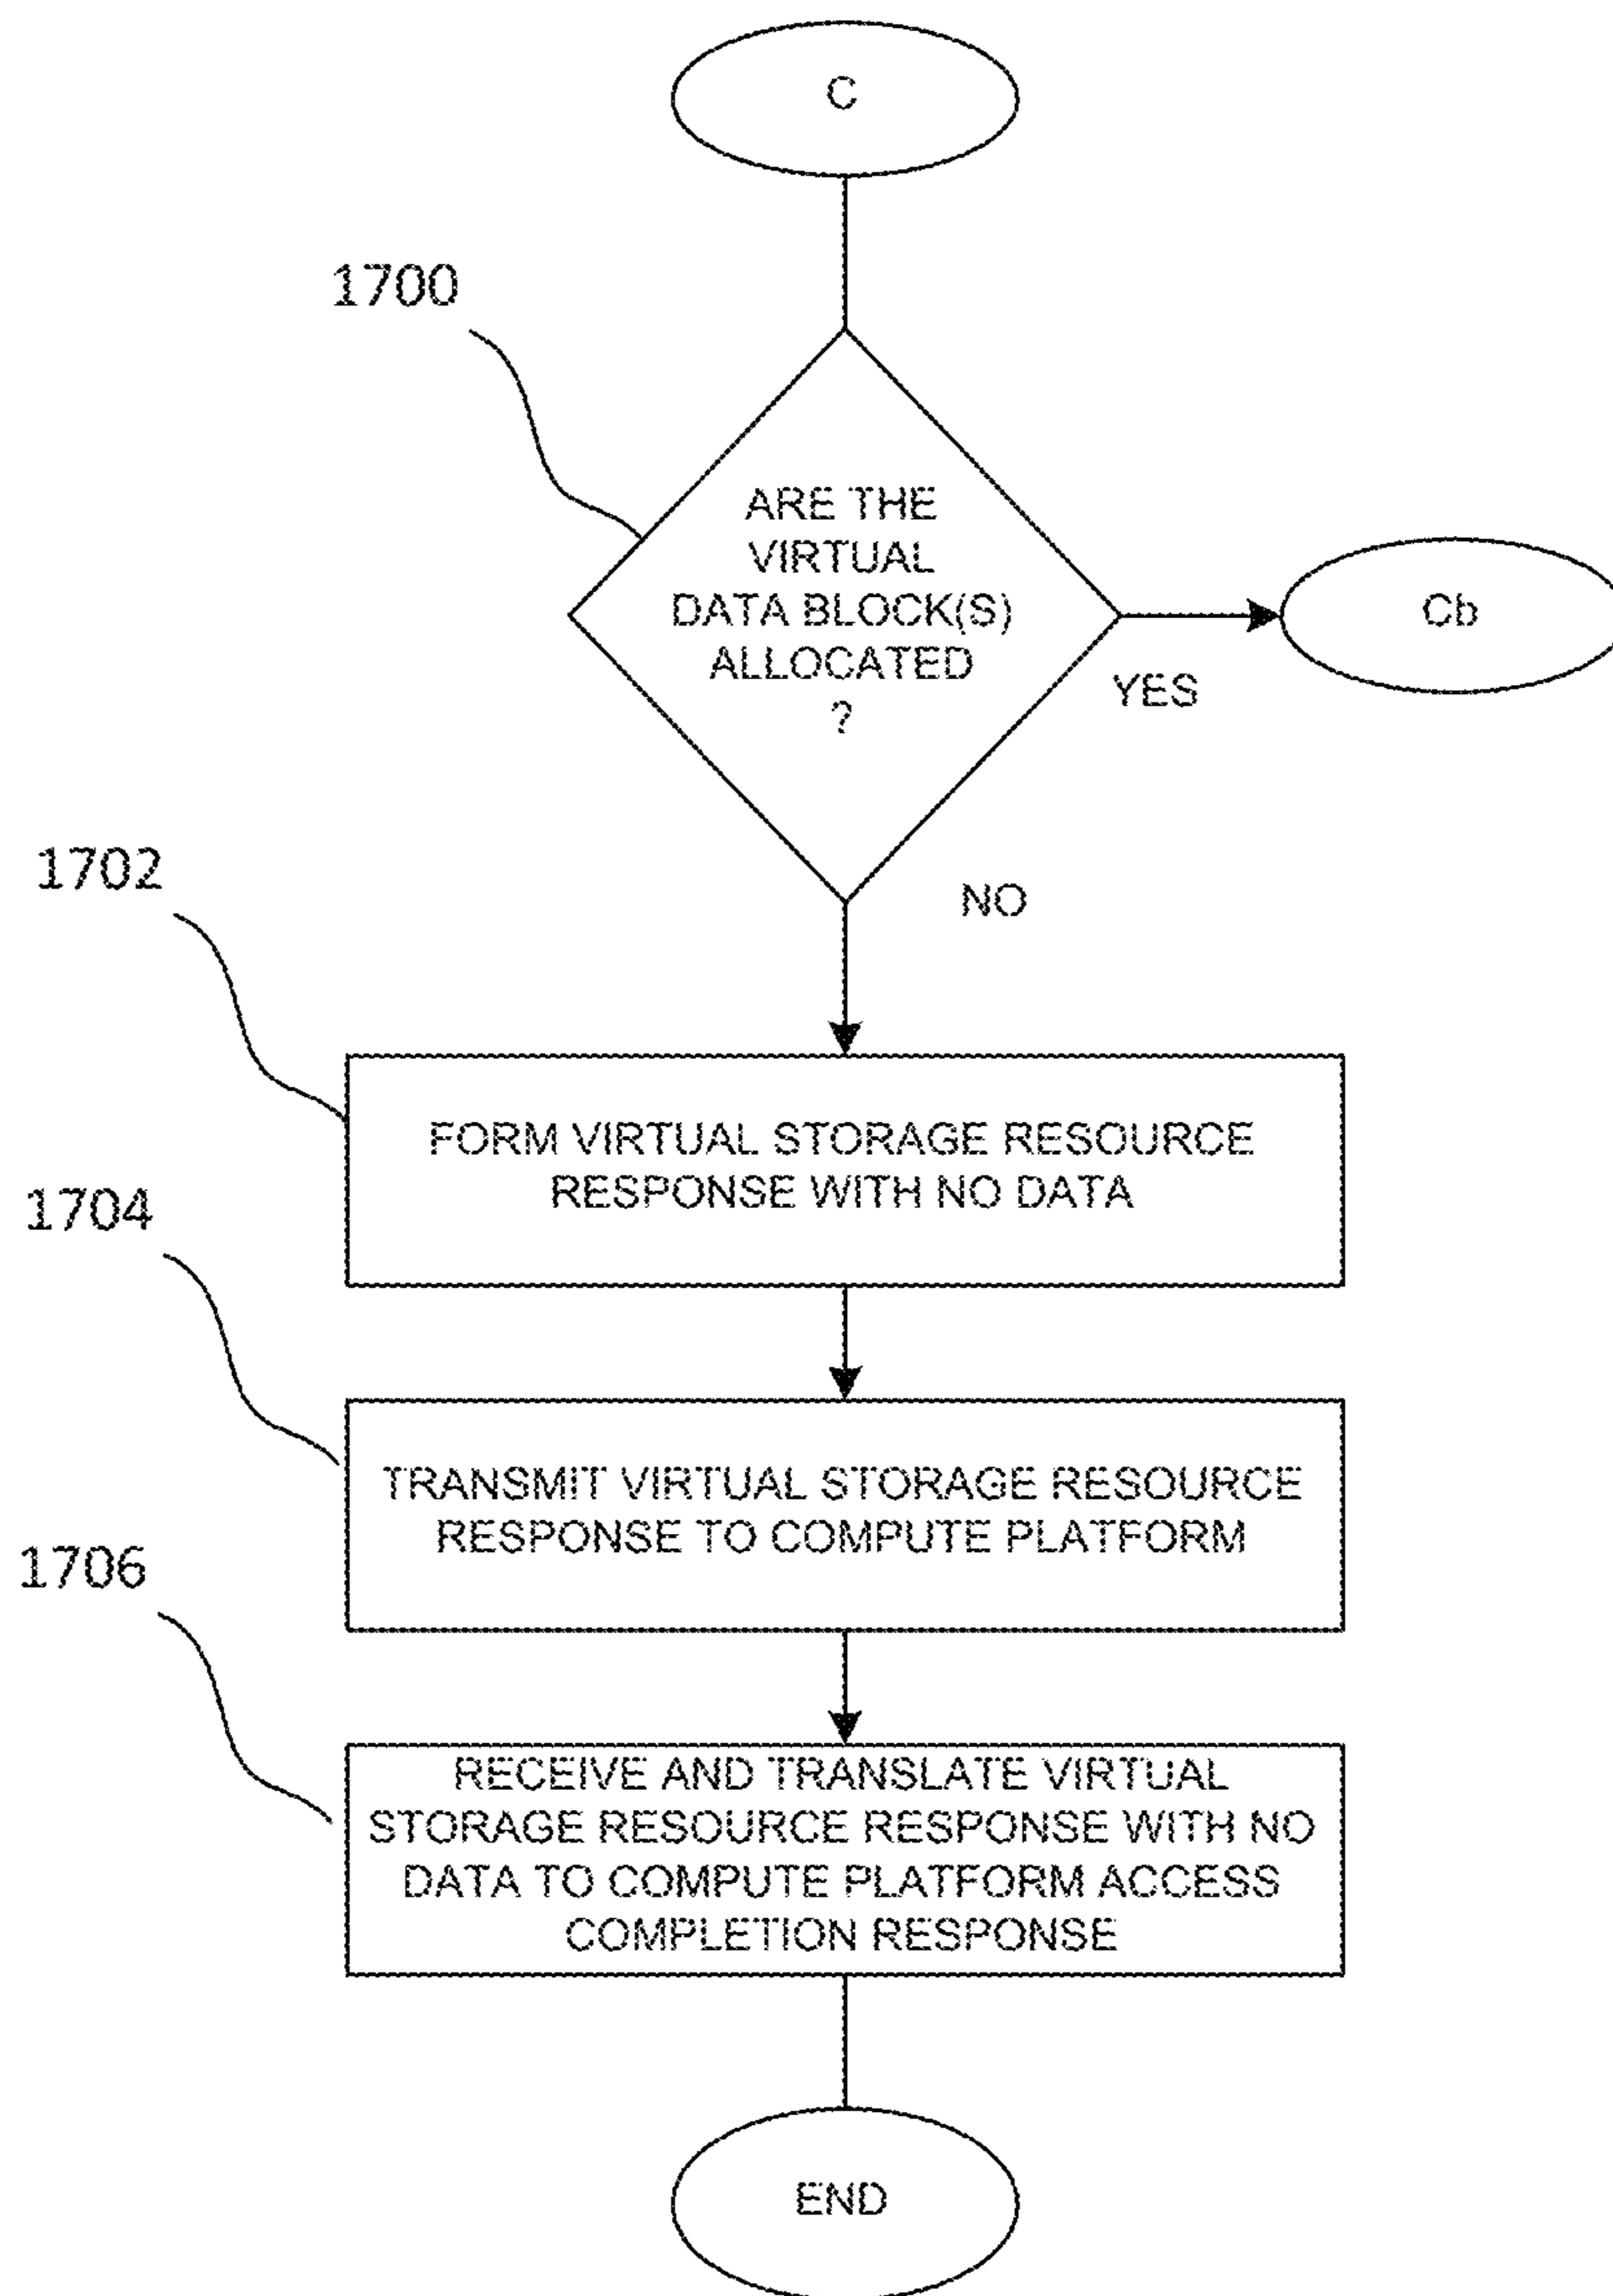 C
1700
ARE THE
VIRTUAL
DATA BLOCK(S)
ALLOCATED
?
Cb
YES
NO
1702
FORM VIRTUAL STORAGE RESOURCE
RESPONSE WITH NO DATA
1704
TRANSMIT VIRTUAL STORAGE RESOURCE
RESPONSE TO COMPUTE PLATFORM
1706
RECEIVE AND TRANSLATE VIRTUAL
STORAGE RESOURCE RESPONSE WITH NO
DATA TO COMPUTE PLATFORM ACCESS
COMPLETION RESPONSE
END